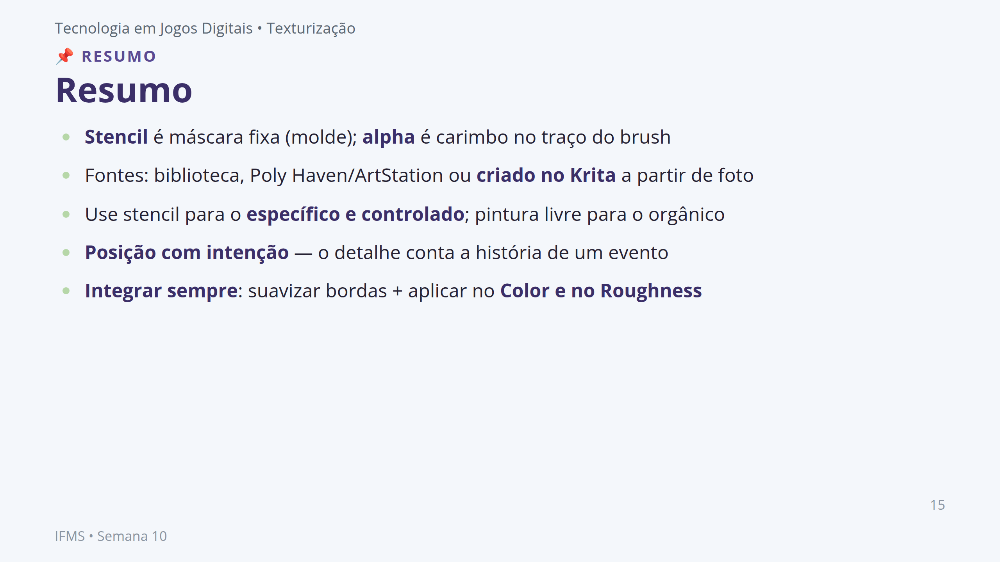 Tecnologia em Jogos Digitais • Texturização
📌 RESUMO
Resumo
• Stencil é máscara fixa (molde); alpha é carimbo no traço do brush
• Fontes: biblioteca, Poly Haven/ArtStation ou criado no Krita a partir de foto
• Use stencil para o específico e controlado; pintura livre para o orgânico
• Posição com intenção — o detalhe conta a história de um evento
• Integrar sempre: suavizar bordas + aplicar no Color e no Roughness
15
IFMS • Semana 10